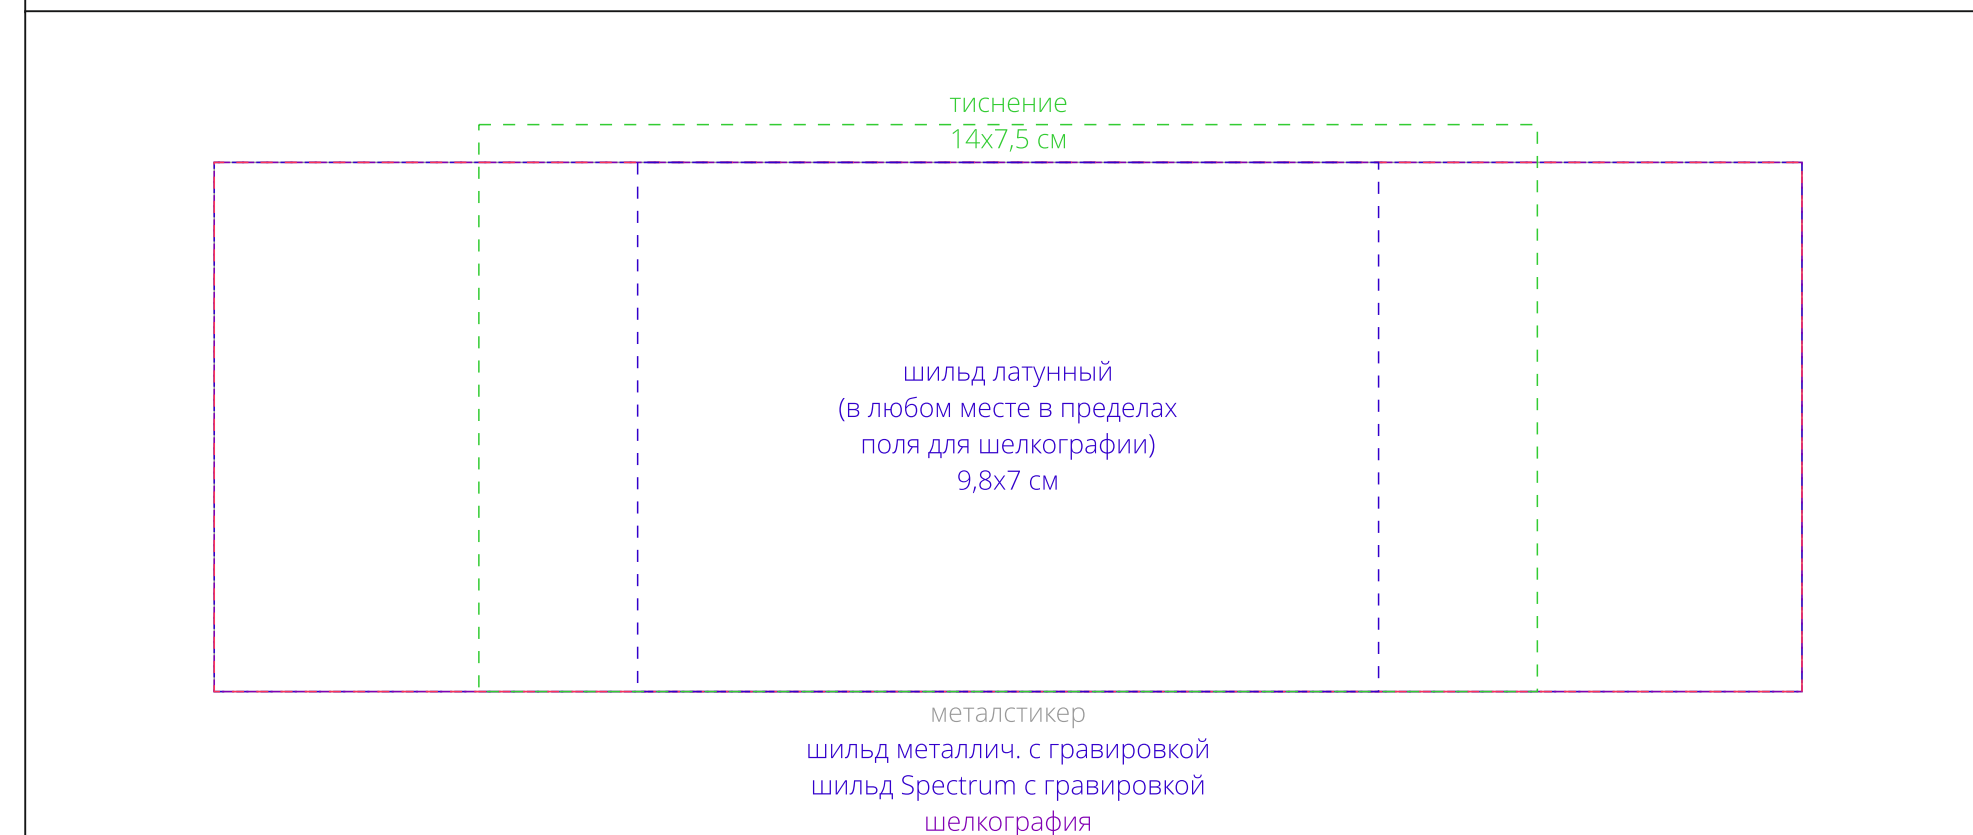 тиснение
14х7,5 см
шильд латунный
(в любом месте в пределах
поля для шелкографии)
9,8х7 см
металстикер
шильд металлич. с гравировкой
шильд Spectrum с гравировкой
шелкография